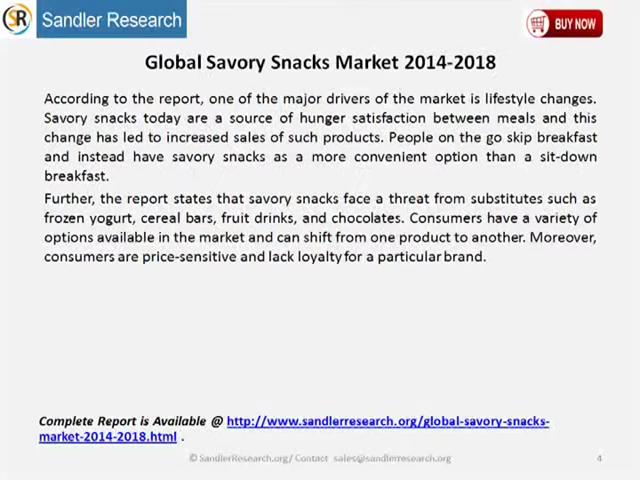 SR Sandler Research
BUY NOW
Global Savory Snacks Market 2014-2018
According to the report, one of the major drivers of the market is lifestyle changes.
Savory snacks today are a source of hunger satisfaction between meals and this
change has led to increased sales of such products. People on the go skip breakfast
and instead have savory snacks as a more convenient option than a sit-down
breakfast.
Further, the report states that savory snacks face a threat from substitutes such as
frozen yogurt, cereal bars, fruit drinks, and chocolates. Consumers have a variety of
options available in the market and can shift from one product to another. Moreover,
consumers are price-sensitive and lack loyalty for a particular brand.
Complete Report is Available @ http://www.sandlerresearch.org/global-savory-snacks-
market-2014-2018.html .
© SandlerResearch.org/ Contact sales@sandlerresearch.org
4